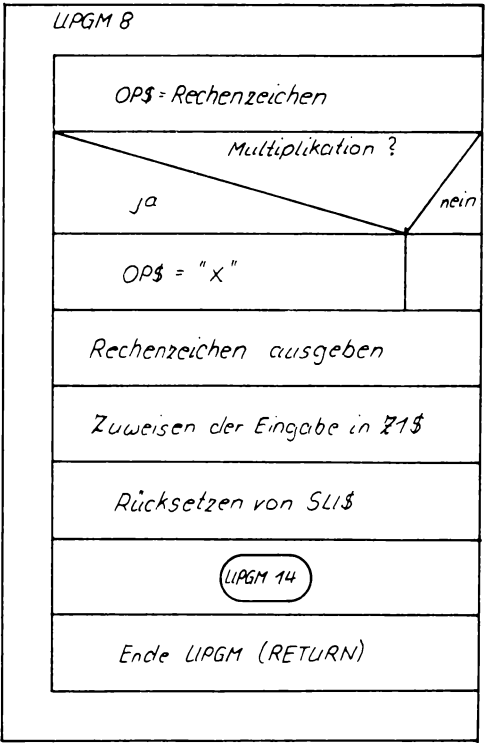 UPGM 8
OP$ = Rechenzeichen
Multiplikation ?
ja
nein
OP$ = "X"
Rechenzeichen ausgeben
Zuweisen der Eingabe in Z1$
Rücksetzen von SU$
UPGM 14
Ende UPGM (RETURN)